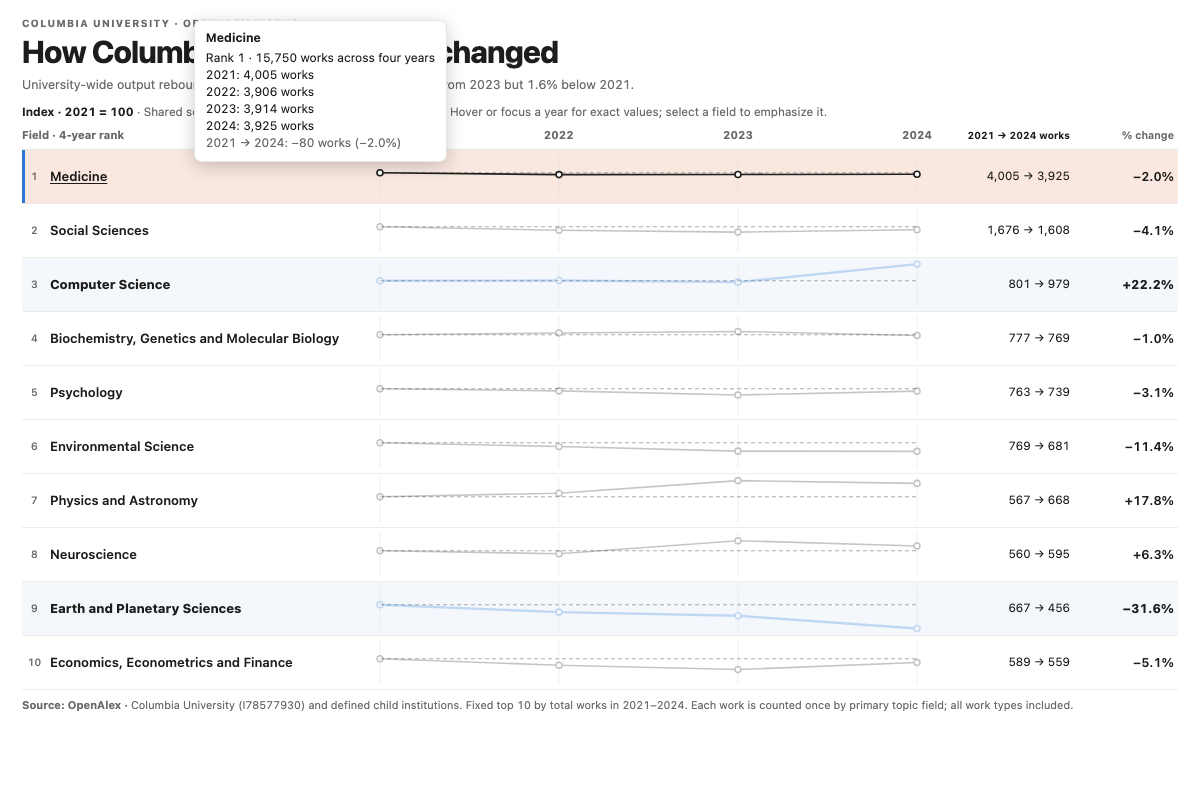 COLUMBIA UNIVERSITY ·
How Columb changed
University-wide output rebou from 2023 but 1.6% below 2021.
Index · 2021 = 100 · Shared Hover or focus a year for exact values; select a field to emphasize it.
Medicine
Rank 1 · 15,750 works across four years
2021: 4,005 works
2022: 3,906 works
2023: 3,914 works
2024: 3,925 works
2021 → 2024: −80 works (−2.0%)
Field · 4-year rank 2022 2023 2024 2021 → 2024 works % change
1 Medicine 4,005 → 3,925 −2.0%
2 Social Sciences 1,676 → 1,608 −4.1%
3 Computer Science 801 → 979 +22.2%
4 Biochemistry, Genetics and Molecular Biology 777 → 769 −1.0%
5 Psychology 763 → 739 −3.1%
6 Environmental Science 769 → 681 −11.4%
7 Physics and Astronomy 567 → 668 +17.8%
8 Neuroscience 560 → 595 +6.3%
9 Earth and Planetary Sciences 667 → 456 −31.6%
10 Economics, Econometrics and Finance 589 → 559 −5.1%
Source: OpenAlex · Columbia University (I78577930) and defined child institutions. Fixed top 10 by total works in 2021–2024. Each work is counted once by primary topic field; all work types included.